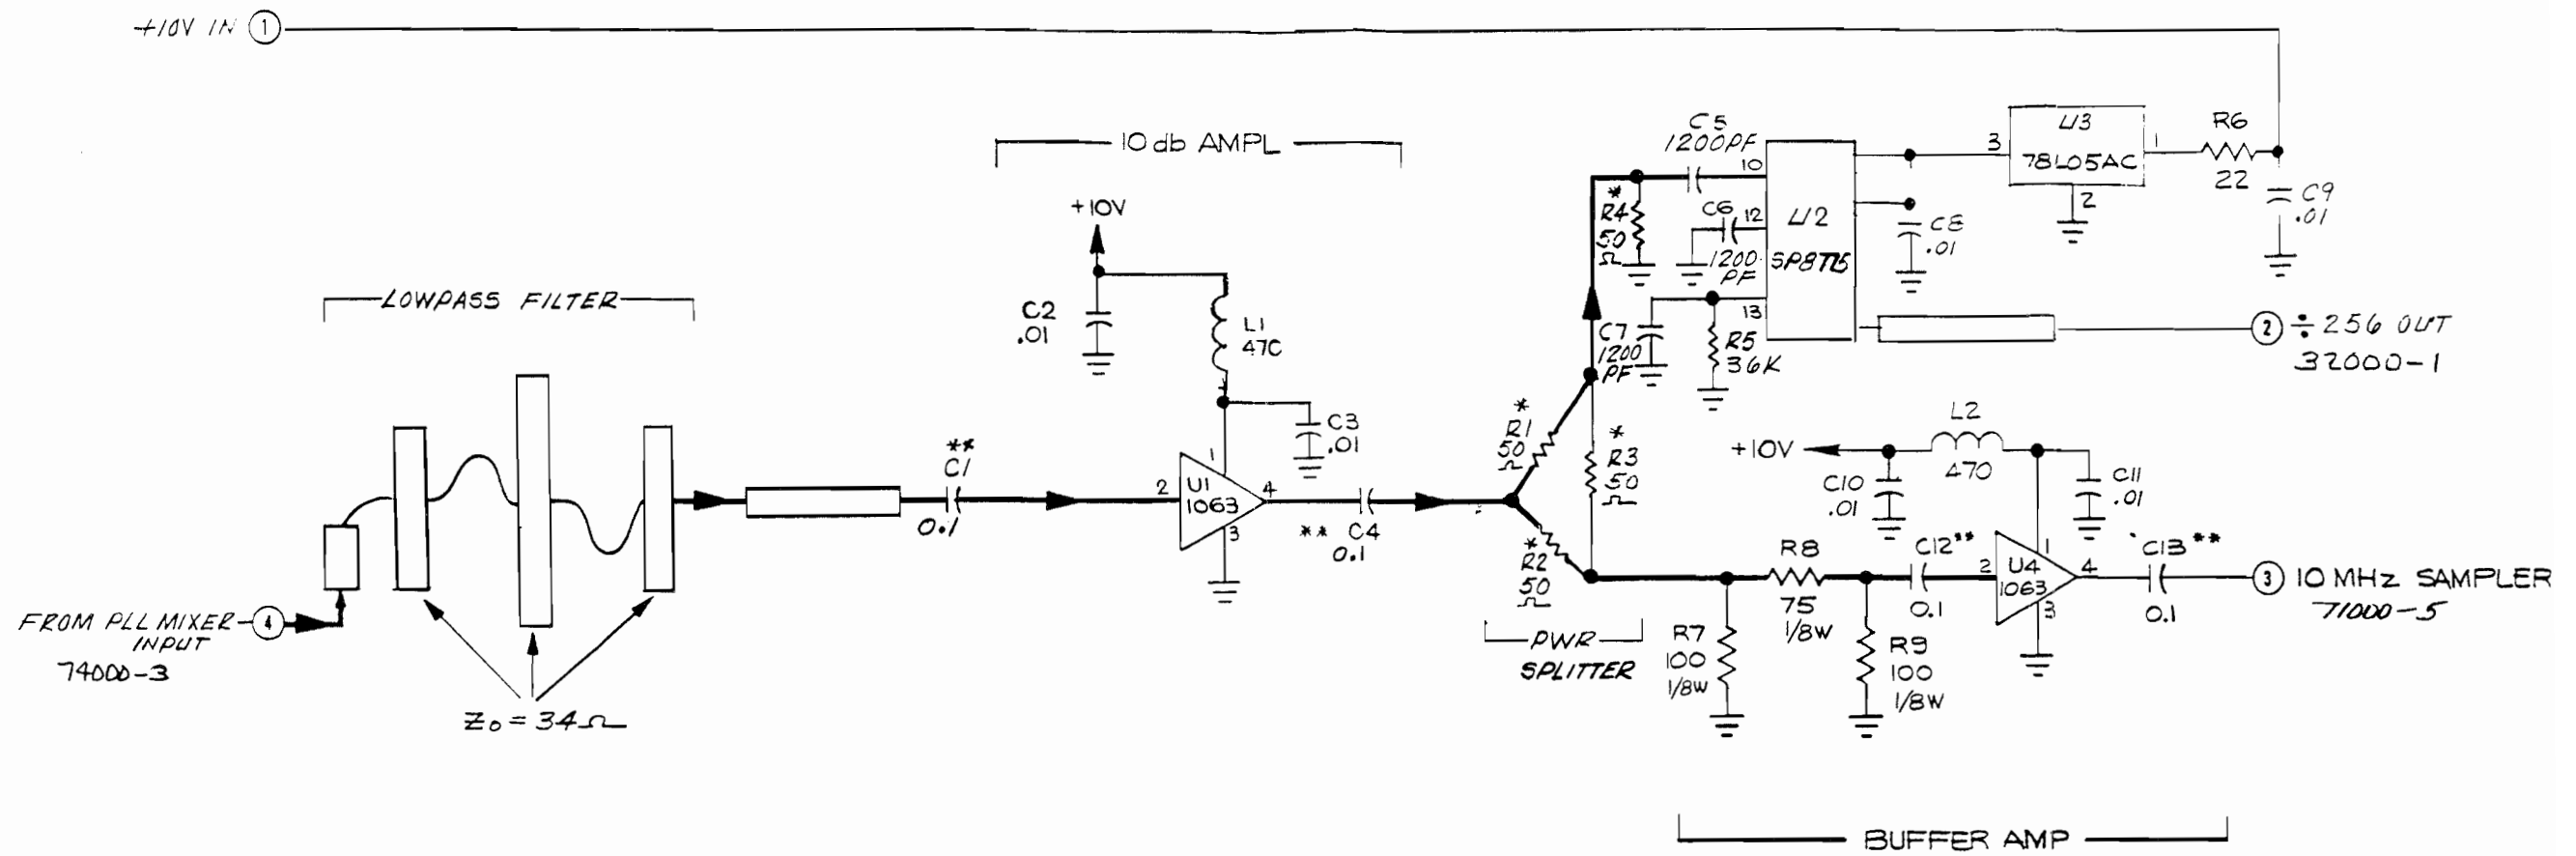 +10V IN 1
10 db AMPL
LOWPASS FILTER
+10V
C2
.01
L1
470
C3
.01
FROM PLL MIXER
INPUT
4
74000-3
Z0 = 34Ω
**
C1
0.1
2
U1
1063
1
3
4
** C4
0.1
*
R1
50
Ω
*
R2
50
Ω
*
R3
50
Ω
PWR
SPLITTER
*
R4
50
Ω
C5
1200PF
10
C6
12
1200
PF
C7
1200
PF
13
R5
36K
U2
SP8775
C8
.01
3
U3
78L05AC
1
2
R6
22
C9
.01
2 ÷256 OUT
32000-1
+10V
L2
470
C10
.01
C11
.01
R7
100
1/8W
R8
75
1/8W
R9
100
1/8W
C12**
0.1
2
U4
1063
1
3
4
C13**
0.1
3 10 MHz SAMPLER
71000-5
BUFFER AMP